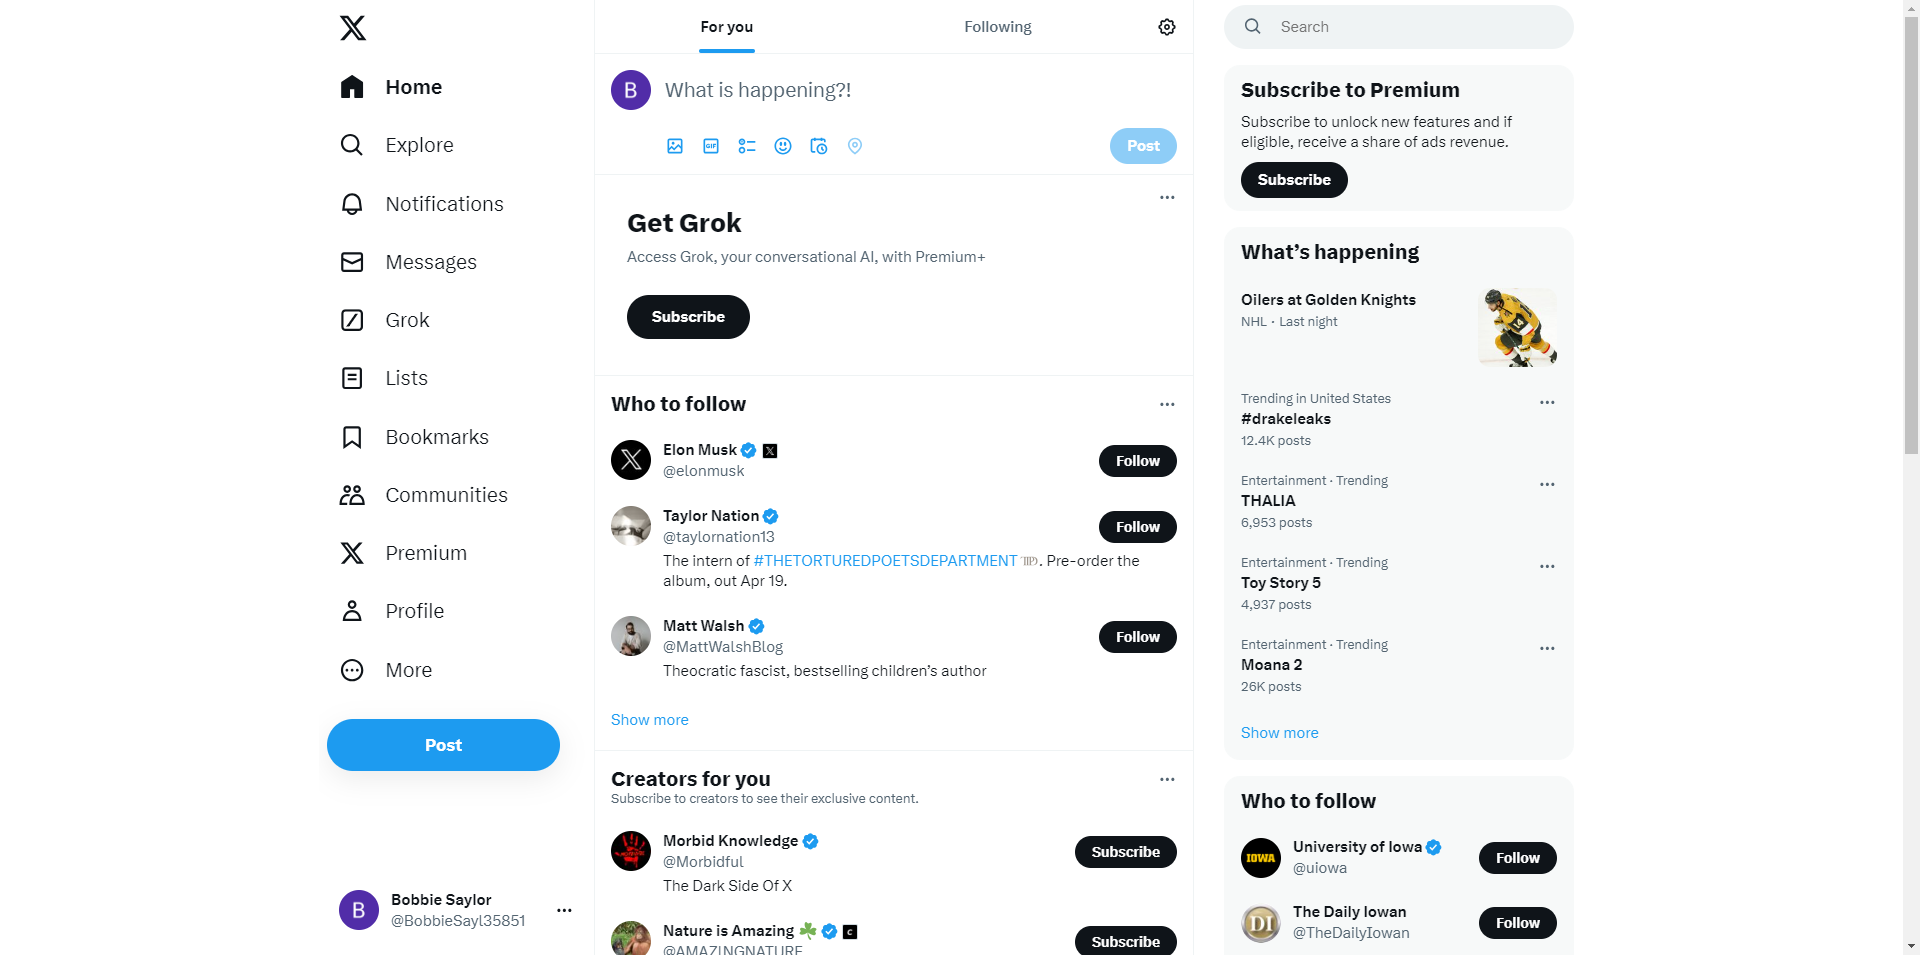 Home
Explore
Notifications
Messages
Grok
Lists
Bookmarks
Communities
Premium
Profile
More
Post
Bobbie Saylor
@BobbieSayl35851
For you
Following
B
What is happening?!
GIF
Post
Get Grok
Access Grok, your conversational AI, with Premium+
Subscribe
Who to follow
Elon Musk
@elonmusk
Follow
Taylor Nation
@taylornation13
Follow
The intern of #THETORTUREDPOETSDEPARTMENT. Pre-order the
album, out Apr 19.
Matt Walsh
@MattWalshBlog
Follow
Theocratic fascist, bestselling children’s author
Show more
Creators for you
Subscribe to creators to see their exclusive content.
Morbid Knowledge
@Morbidful
Subscribe
The Dark Side Of X
Nature is Amazing
@AMAZlNGNATURE
Subscribe
Search
Subscribe to Premium
Subscribe to unlock new features and if
eligible, receive a share of ads revenue.
Subscribe
What’s happening
Oilers at Golden Knights
NHL · Last night
14
Trending in United States
#drakeleaks
12.4K posts
Entertainment · Trending
THALIA
6,953 posts
Entertainment · Trending
Toy Story 5
4,937 posts
Entertainment · Trending
Moana 2
26K posts
Show more
Who to follow
IOWA
University of Iowa
@uiowa
Follow
DI
The Daily Iowan
@TheDailyIowan
Follow
B